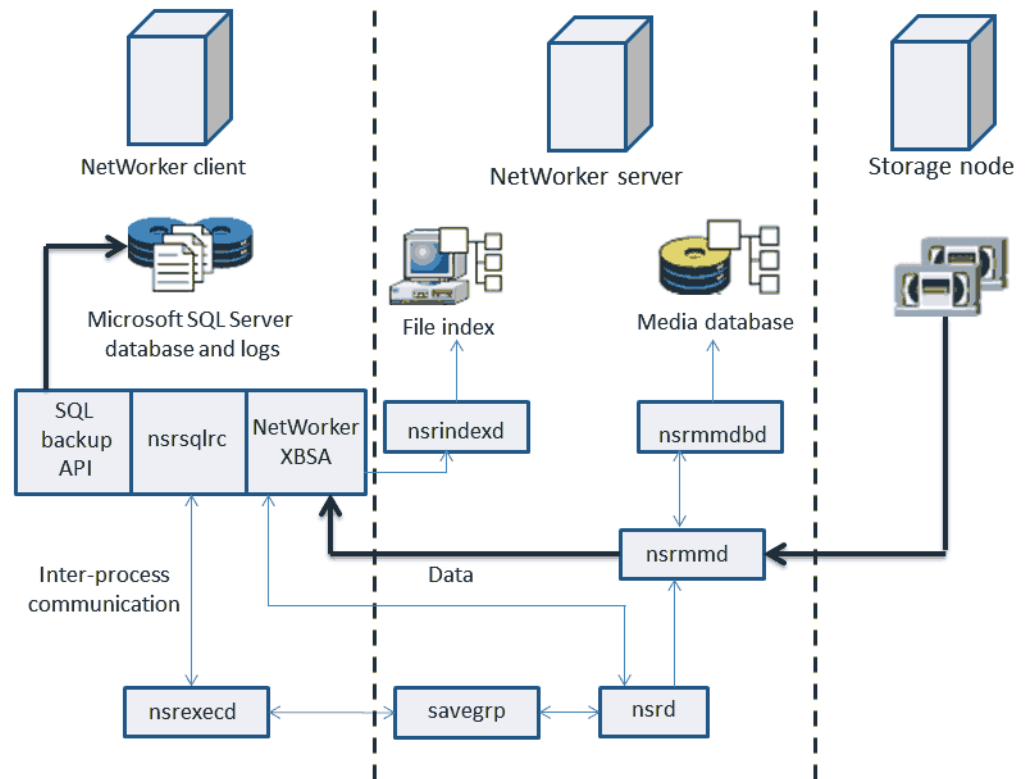 NetWorker client
NetWorker server
Storage node
Microsoft SQL Server
database and logs
File index
Media database
SQL
backup
API
nsrsqlrc
NetWorker
XBSA
nsrindexd
nsrmmdbd
nsrmmd
Inter-process
communication
Data
nsrexecd
savegrp
nsrd